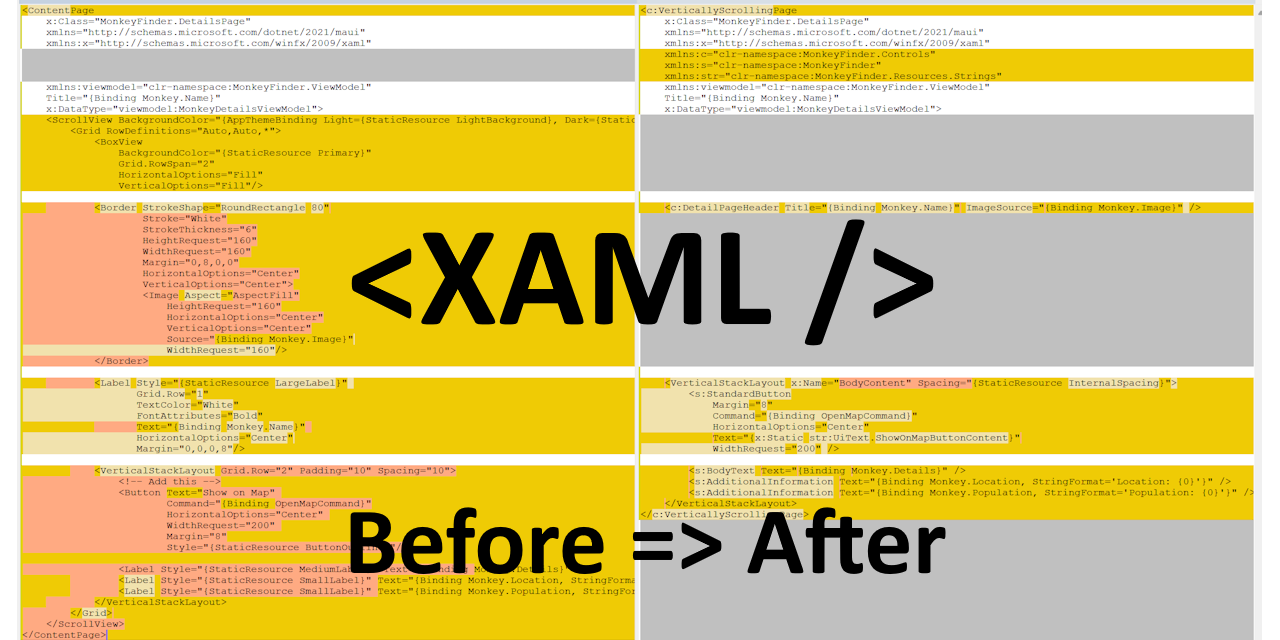 <ContentPage
x:Class="MonkeyFinder.DetailsPage"
xmlns="http://schemas.microsoft.com/dotnet/2021/maui"
xmlns:x="http://schemas.microsoft.com/winfx/2009/xaml"
xmlns:viewmodel="clr-namespace:MonkeyFinder.ViewModel"
Title="{Binding Monkey.Name}"
x:DataType="viewmodel:MonkeyDetailsViewModel">
<ScrollView BackgroundColor="{AppThemeBinding Light={StaticResource LightBackground}, Dark={Static
<Grid RowDefinitions="Auto,Auto,*">
<BoxView
BackgroundColor="{StaticResource Primary}"
Grid.RowSpan="2"
HorizontalOptions="Fill"
VerticalOptions="Fill"/>
<Border StrokeShape="RoundRectangle 80"
Stroke="White"
StrokeThickness="6"
HeightRequest="160"
WidthRequest="160"
Margin="0,8,0,0"
HorizontalOptions="Center"
VerticalOptions="Center">
<Image Aspect="AspectFill"
HeightRequest="160"
HorizontalOptions="Center"
VerticalOptions="Center"
Source="{Binding Monkey.Image}"
WidthRequest="160"/>
</Border>
<Label Style="{StaticResource LargeLabel}"
Grid.Row="1"
TextColor="White"
FontAttributes="Bold"
Text="{Binding Monkey.Name}"
HorizontalOptions="Center"
Margin="0,0,0,8"/>
<VerticalStackLayout Grid.Row="2" Padding="10" Spacing="10">
<!-- Add this -->
<Button Text="Show on Map"
Command="{Binding OpenMapCommand}"
HorizontalOptions="Center"
WidthRequest="200"
Margin="8"
Style="{StaticResource
<Label Style="{StaticResource
<Label Style="{StaticResource SmallLabel}" Text="{Binding Monkey.Location, StringForma
<Label Style="{StaticResource SmallLabel}" Text="{Binding Monkey.Population, StringFor
</VerticalStackLayout>
</Grid>
</ScrollView>
</ContentPage>
<c:VerticallyScrollingPage
x:Class="MonkeyFinder.DetailsPage"
xmlns="http://schemas.microsoft.com/dotnet/2021/maui"
xmlns:x="http://schemas.microsoft.com/winfx/2009/xaml"
xmlns:c="clr-namespace:MonkeyFinder.Controls"
xmlns:s="clr-namespace:MonkeyFinder"
xmlns:str="clr-namespace:MonkeyFinder.Resources.Strings"
xmlns:viewmodel="clr-namespace:MonkeyFinder.ViewModel"
Title="{Binding Monkey.Name}"
x:DataType="viewmodel:MonkeyDetailsViewModel">
<c:DetailPageHeader Title="{Binding Monkey.Name}" ImageSource="{Binding Monkey.Image}" />
<VerticalStackLayout x:Name="BodyContent" Spacing="{StaticResource InternalSpacing}">
<s:StandardButton
Margin="8"
Command="{Binding OpenMapCommand}"
HorizontalOptions="Center"
Text="{x:Static str:UiText.ShowOnMapButtonContent}"
WidthRequest="200" />
<s:BodyText Text="{Binding Monkey.Details}" />
<s:AdditionalInformation Text="{Binding Monkey.Location, StringFormat='Location: {0}'}" />
<s:AdditionalInformation Text="{Binding Monkey.Population, StringFormat='Population: {0}'}" />
</VerticalStackLayout>
</c:VerticallyScrollingPage>
<XAML />
Before => After